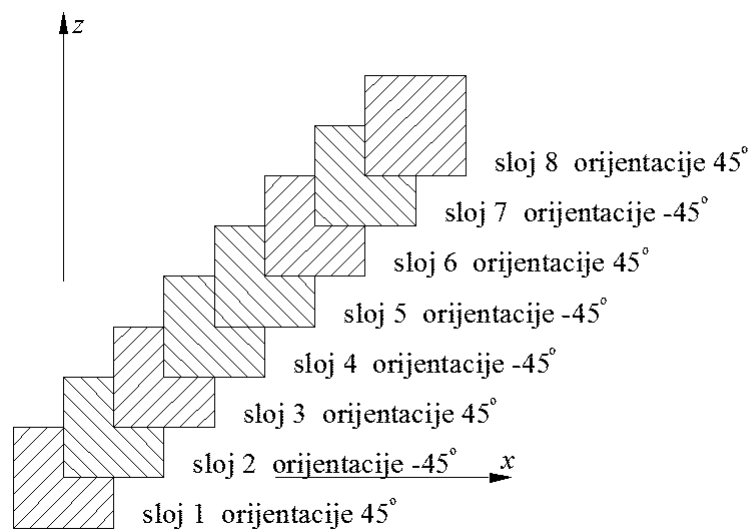 z
sloj 8 orijentacije 45°
sloj 7 orijentacije -45°
sloj 6 orijentacije 45°
sloj 5 orijentacije -45°
sloj 4 orijentacije -45°
sloj 3 orijentacije 45°
sloj 2 orijentacije -45°
x
sloj 1 orijentacije 45°